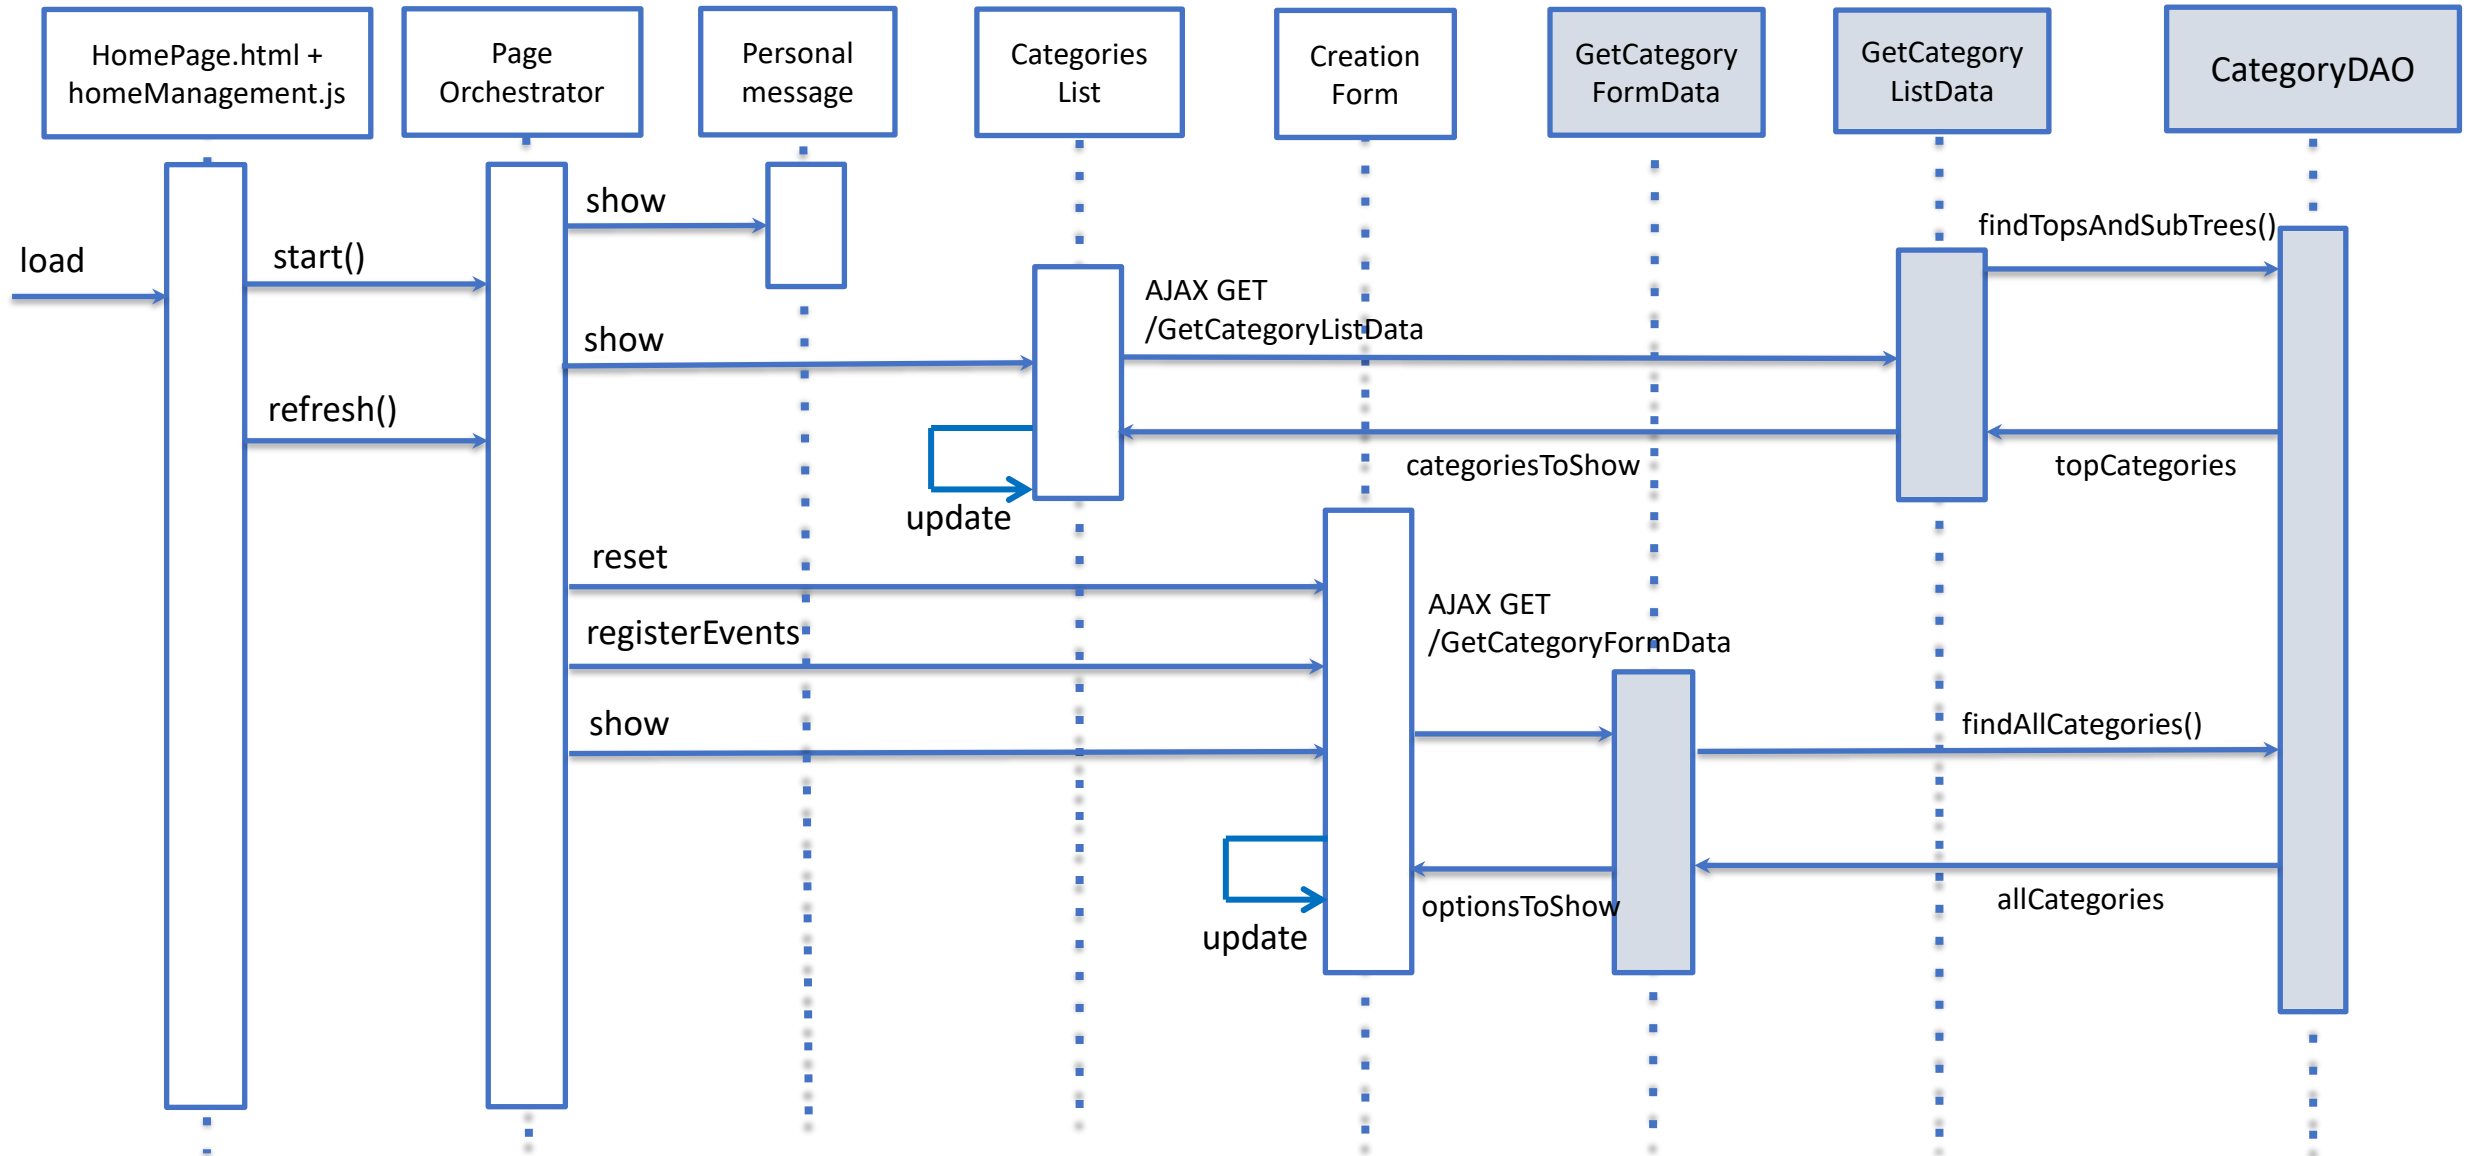 HomePage.html +
homeManagement.js
Page
Orchestrator
Personal
message
Categories
List
Creation
Form
GetCategory
FormData
GetCategory
ListData
CategoryDAO
show
findTopsAndSubTrees()
load
start()
AJAX GET
/GetCategoryListData
show
refresh()
categoriesToShow
topCategories
update
reset
AJAX GET
/GetCategoryFormData
registerEvents
show
findAllCategories()
optionsToShow
allCategories
update